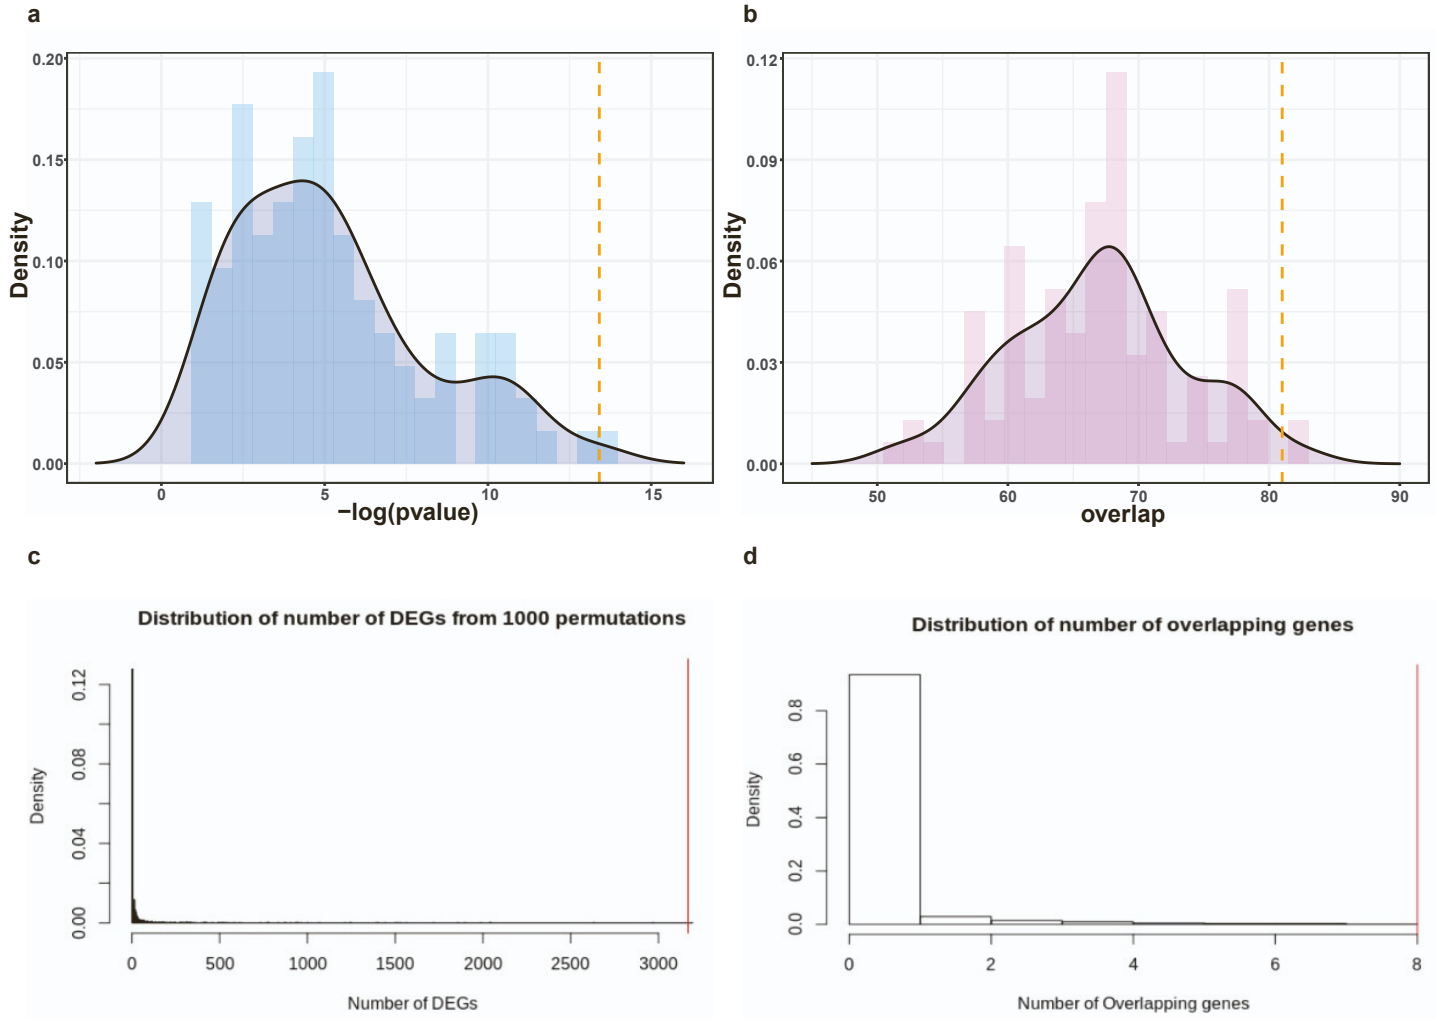 a
0.20
0.15
0.10
0.05
0.00
Density
0
5
10
15
−log(pvalue)
b
0.12
0.09
0.06
0.03
0.00
Density
50
60
70
80
90
overlap
c
Distribution of number of DEGs from 1000 permutations
0.12
0.08
0.04
0.00
Density
0
500
1000
1500
2000
2500
3000
Number of DEGs
d
Distribution of number of overlapping genes
0.8
0.6
0.4
0.2
0.0
Density
0
2
4
6
8
Number of Overlapping genes